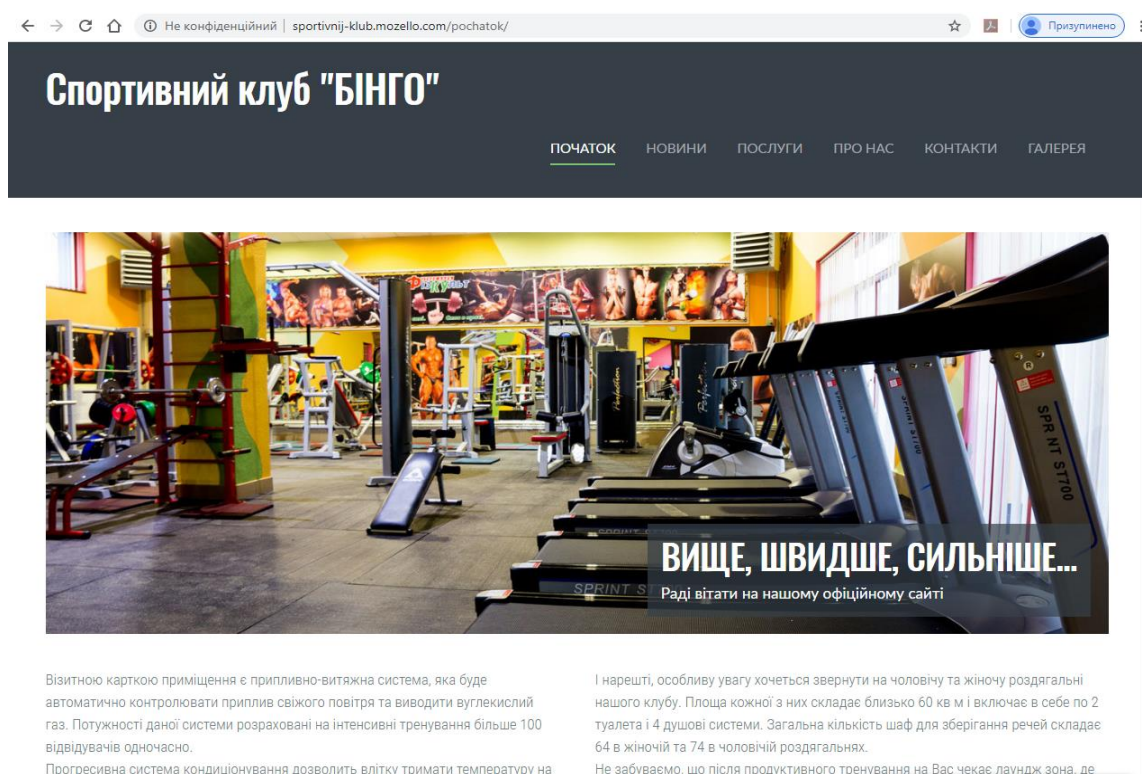 Не конфіденційний | sportivnij-klub.mozello.com/pochatok/
Призупинено
Спортивний клуб "БІНГО"
ПОЧАТОК НОВИНИ ПОСЛУГИ ПРО НАС КОНТАКТИ ГАЛЕРЕЯ
Perfection
SPRINT ST700
SPRINT
SPRINT ST
ВИЩЕ, ШВИДШЕ, СИЛЬНІШЕ...
Раді вітати на нашому офіційному сайті
Візитною карткою приміщення є припливно-витяжна система, яка буде
автоматично контролювати приплив свіжого повітря та виводити вуглекислий
газ. Потужності даної системи розраховані на інтенсивні тренування більше 100
відвідувачів одночасно.
Прогресивна система кондиціонування дозволить влітку тримати температуру на
І нарешті, особливу увагу хочеться звернути на чоловічу та жіночу роздягальні
нашого клубу. Площа кожної з них складає близько 60 кв м і включає в себе по 2
туалета і 4 душові системи. Загальна кількість шаф для зберігання речей складає
64 в жіночій та 74 в чоловічій роздягальнях.
Не забуваємо, що після продуктивного тренування на Вас чекає лаундж зона, де